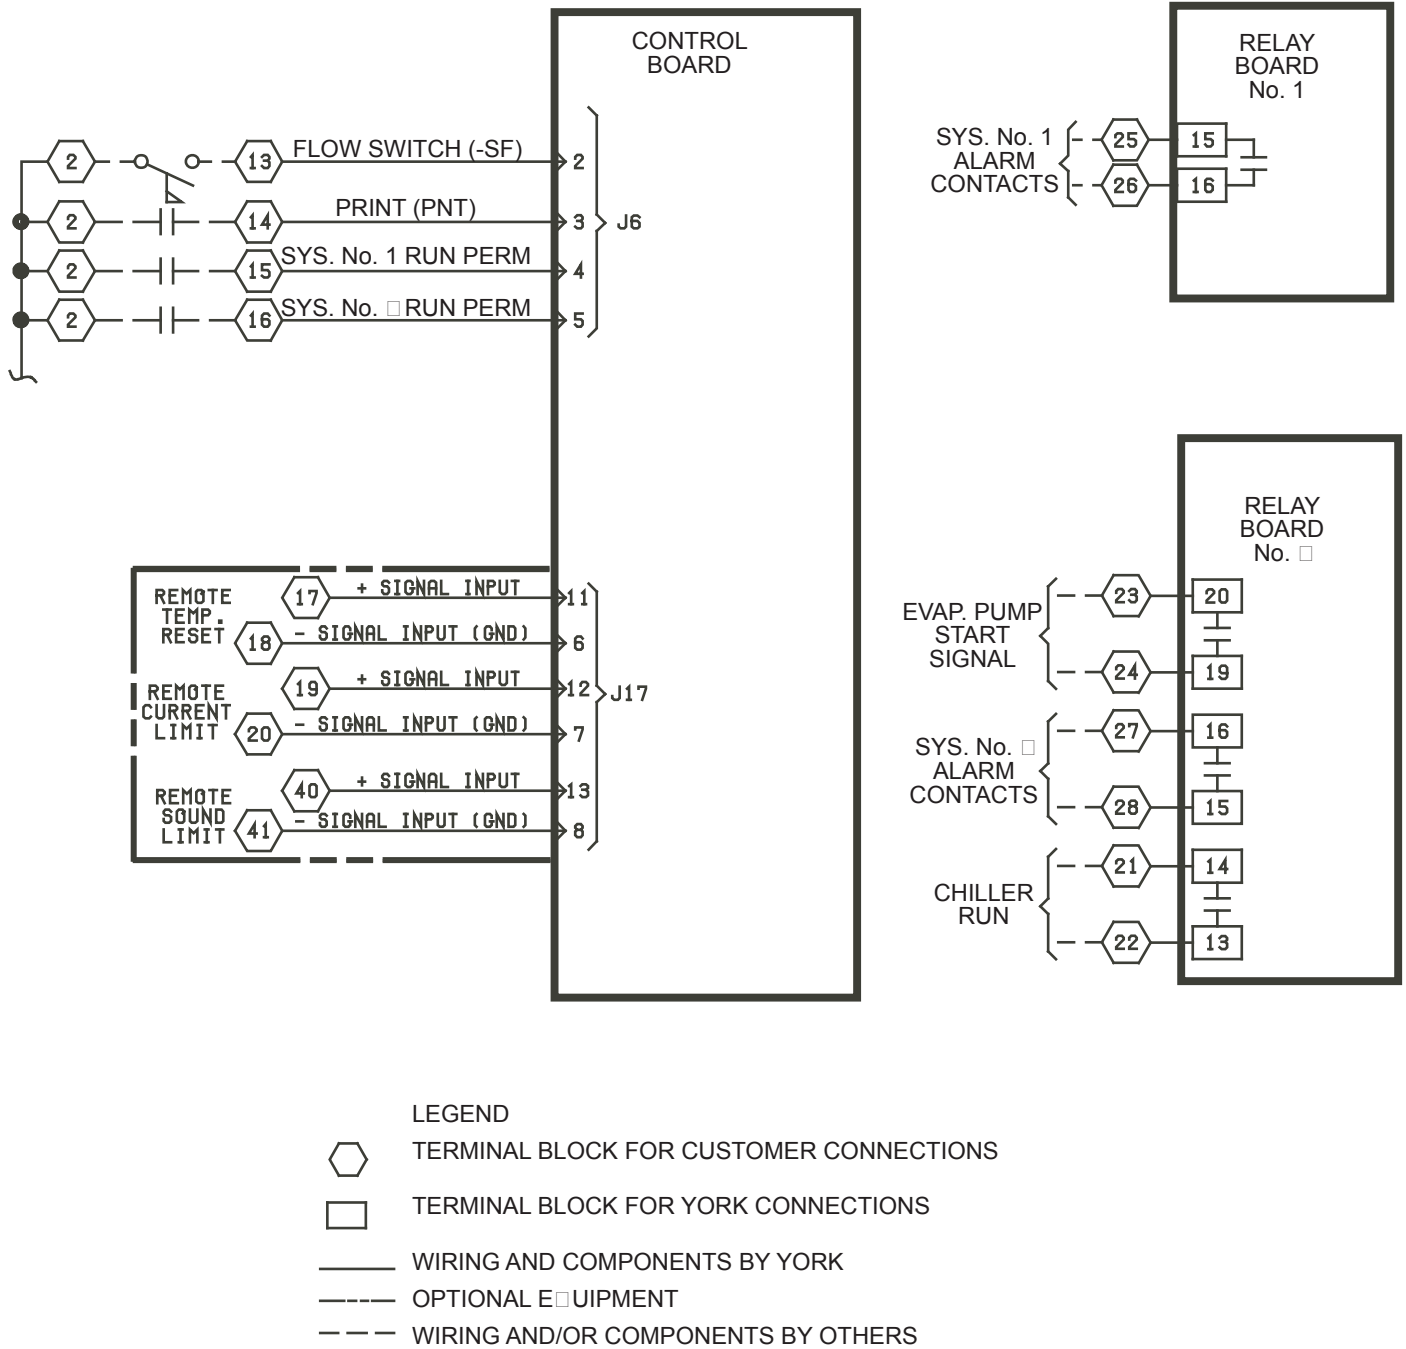 CONTROL
BOARD
2 13 FLOW SWITCH (-SF) 2
2 14 PRINT (PNT) 3
J6
2 15 SYS. No. 1 RUN PERM 4
2 16 SYS. No. □ RUN PERM 5
REMOTE
TEMP.
RESET
17 + SIGNAL INPUT 11
18 - SIGNAL INPUT (GND) 6
REMOTE
CURRENT
LIMIT
19 + SIGNAL INPUT 12
J17
20 - SIGNAL INPUT (GND) 7
REMOTE
SOUND
LIMIT
40 + SIGNAL INPUT 13
41 - SIGNAL INPUT (GND) 8
RELAY
BOARD
No. 1
SYS. No. 1
ALARM
CONTACTS
25 15
26 16
RELAY
BOARD
No. □
EVAP. PUMP
START
SIGNAL
23 20
24 19
SYS. No. □
ALARM
CONTACTS
27 16
28 15
CHILLER
RUN
21 14
22 13
LEGEND
TERMINAL BLOCK FOR CUSTOMER CONNECTIONS
TERMINAL BLOCK FOR YORK CONNECTIONS
WIRING AND COMPONENTS BY YORK
OPTIONAL E□UIPMENT
WIRING AND/OR COMPONENTS BY OTHERS